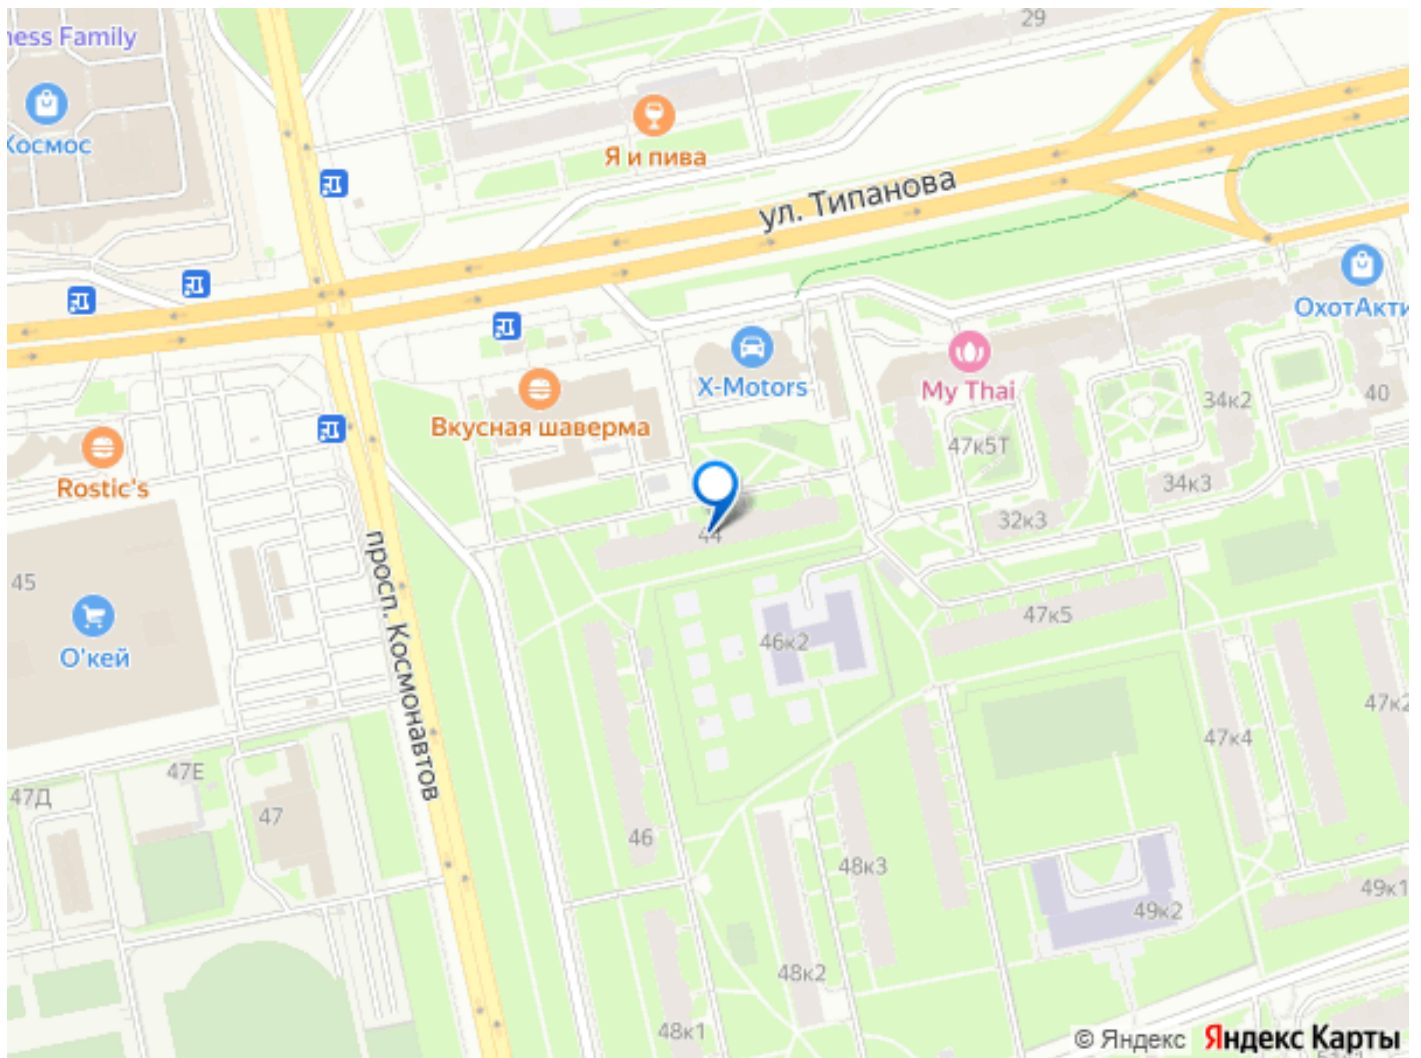 29
ness Family
Космос
Я и пива
ул. Типанова
ОхотАкти
X-Motors
My Thai
Вкусная шаверма
34к2
40
47к5Т
34к3
32к3
Rostic's
44
просп. Космонавтов
45
О'кей
46к2
47к5
47к2
47к4
47Е
47Д
47
46
48к3
49к1
49к2
48к2
48к1
© Яндекс Яндекс Карты